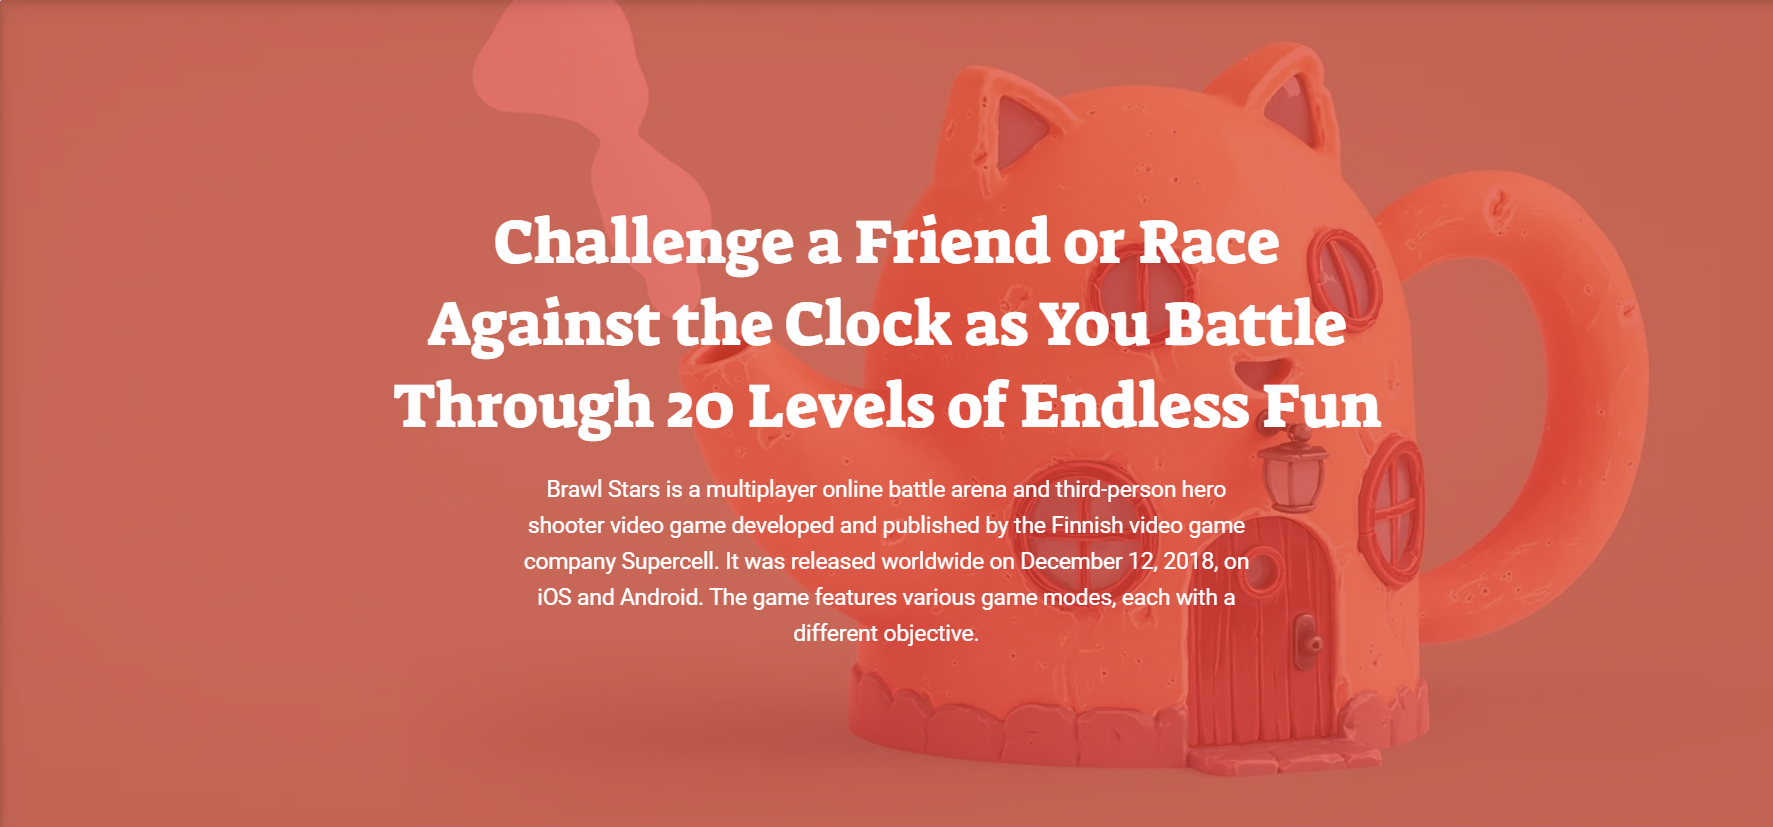 Challenge a Friend or Race
Against the Clock as You Battle
Through 20 Levels of Endless Fun
Brawl Stars is a multiplayer online battle arena and third-person hero
shooter video game developed and published by the Finnish video game
company Supercell. It was released worldwide on December 12, 2018, on
iOS and Android. The game features various game modes, each with a
different objective.